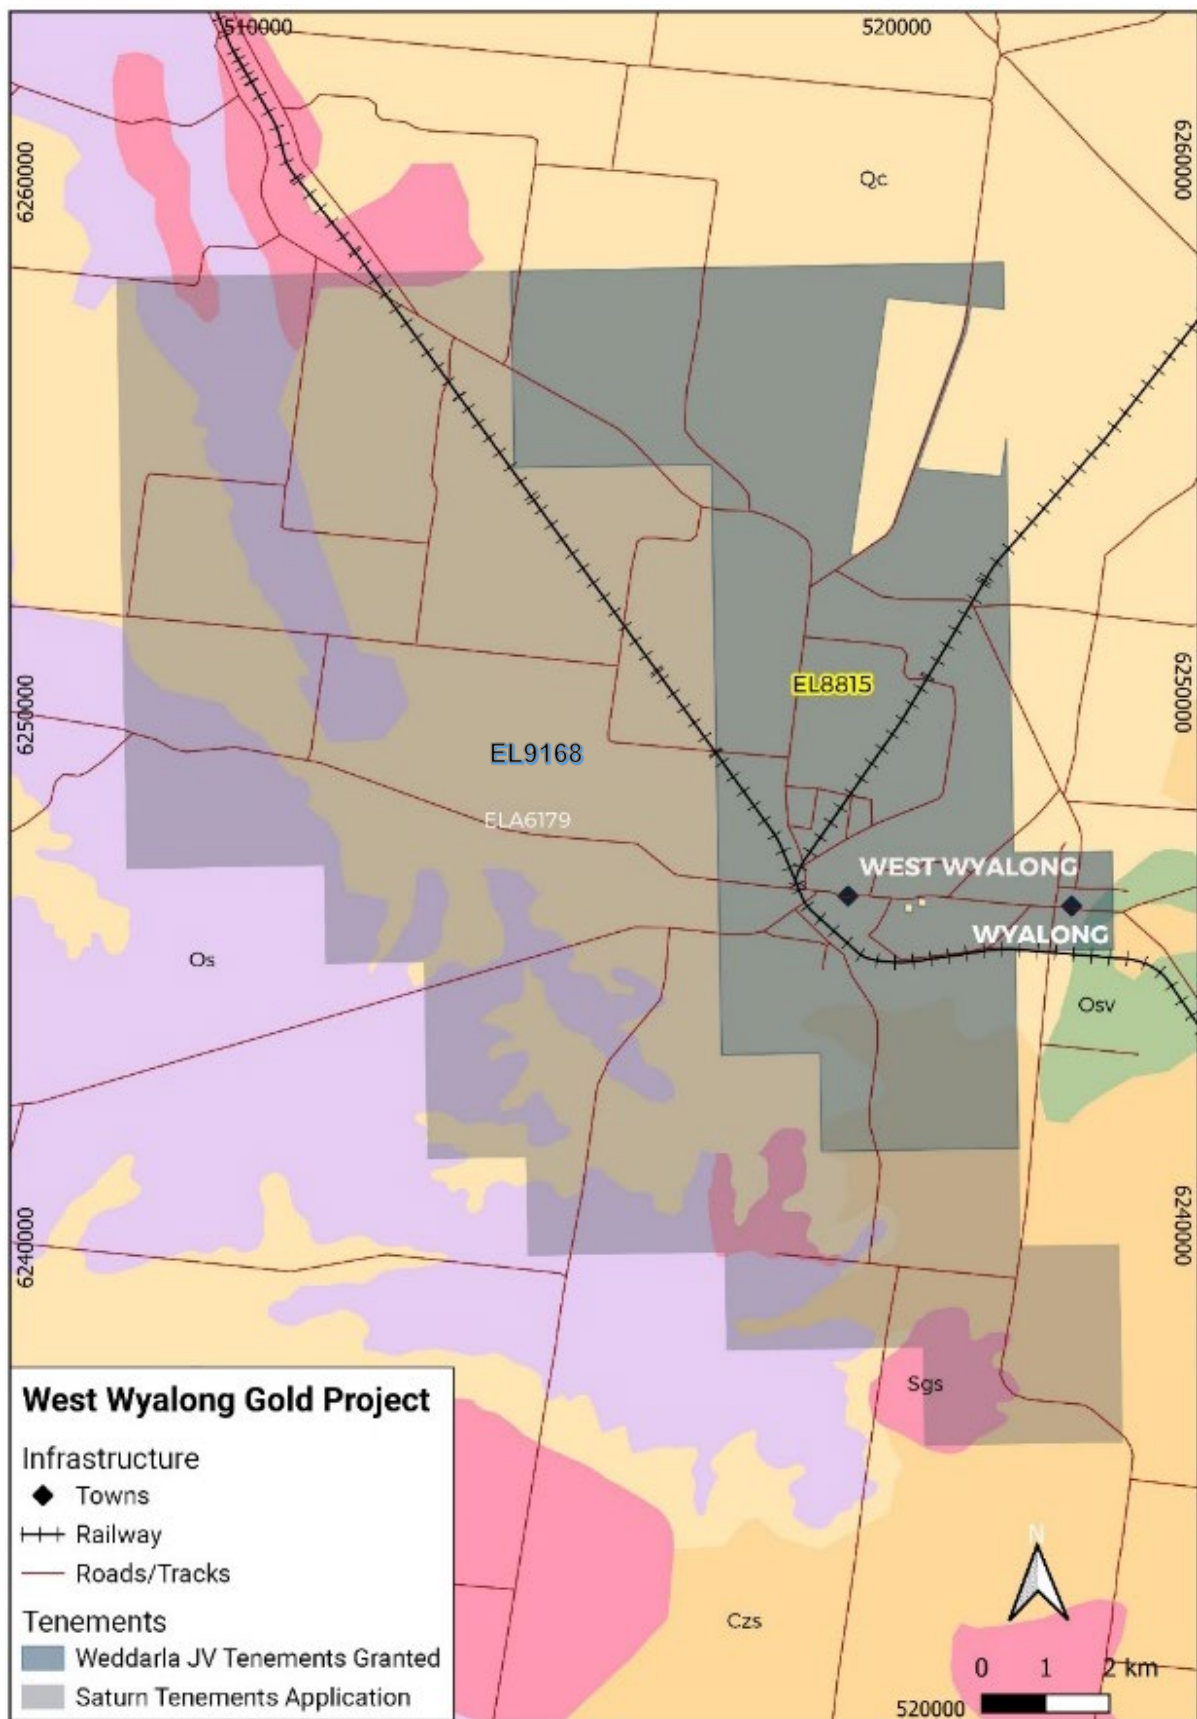 510000
520000
6260000
6260000
Qc
EL8815
6250000
6250000
EL9168
ELA6179
WEST WYALONG
WYALONG
Os
Osv
6240000
6240000
Sgs
West Wyalong Gold Project
Infrastructure
Towns
Railway
Roads/Tracks
Tenements
Weddarla JV Tenements Granted
Saturn Tenements Application
Czs
N
0 1 2 km
520000